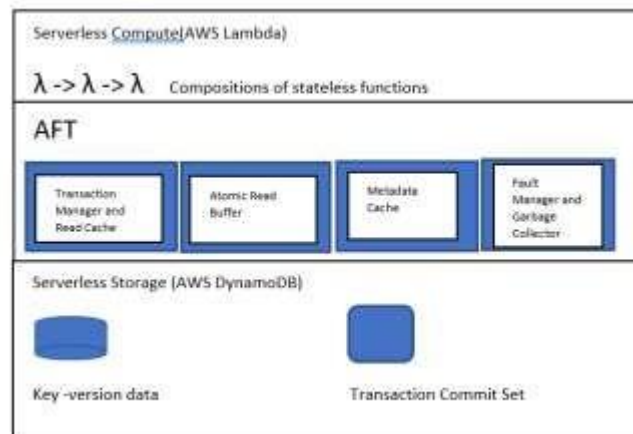 Serverless Compute(AWS Lambda)
λ -> λ -> λ Compositions of stateless functions
AFT
Transaction
Manager and
Read Cache
Atomic Read
Buffer
Metadata
Cache
Fault
Manager and
Garbage
Collector
Serverless Storage (AWS DynamoDB)
Key -version data
Transaction Commit Set